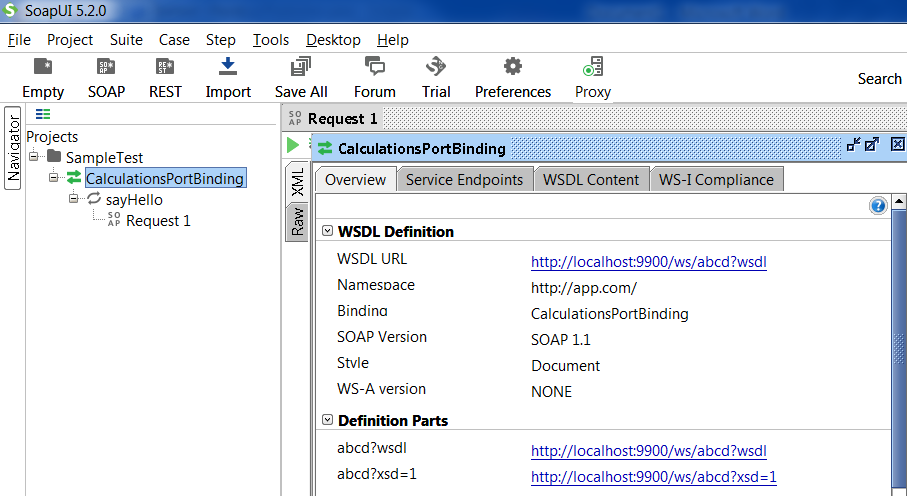 SoapUI 5.2.0
File Project Suite Case Step Tools Desktop Help
Empty SOAP REST Import Save All Forum Trial Preferences Proxy Search
Navigator
Projects
SampleTest
CalculationsPortBinding
sayHello
SO AP Request 1
SO AP Request 1
XML
Raw
CalculationsPortBinding
Overview Service Endpoints WSDL Content WS-I Compliance
WSDL Definition
WSDL URL http://localhost:9900/ws/abcd?wsdl
Namespace http://app.com/
Binding CalculationsPortBinding
SOAP Version SOAP 1.1
Style Document
WS-A version NONE
Definition Parts
abcd?wsdl http://localhost:9900/ws/abcd?wsdl
abcd?xsd=1 http://localhost:9900/ws/abcd?xsd=1